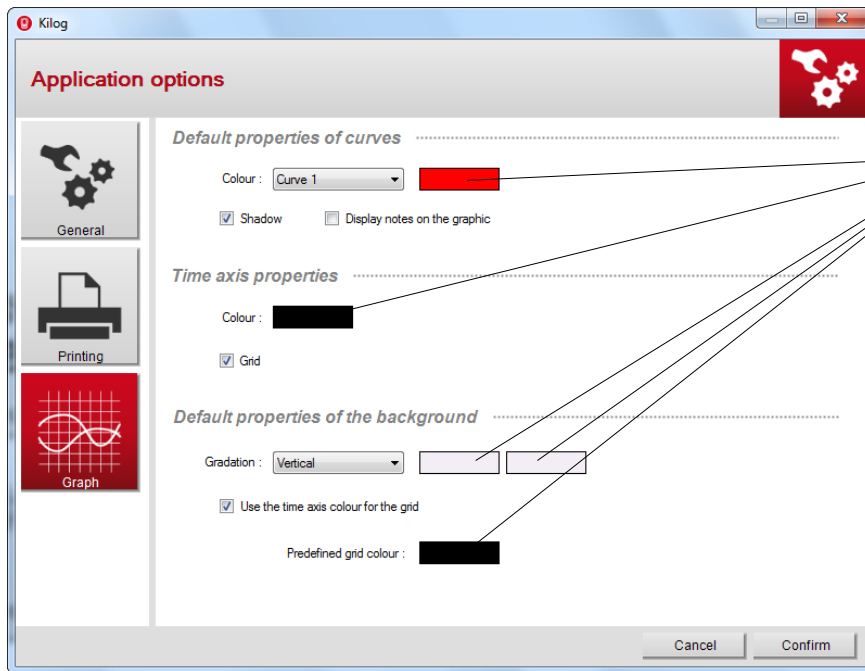 Kilog
Application options
General
Printing
Graph
Default properties of curves
Colour : Curve 1
Shadow Display notes on the graphic
Time axis properties
Colour :
Grid
Default properties of the background
Gradation : Vertical
Use the time axis colour for the grid
Predefined grid colour :
Cancel Confirm